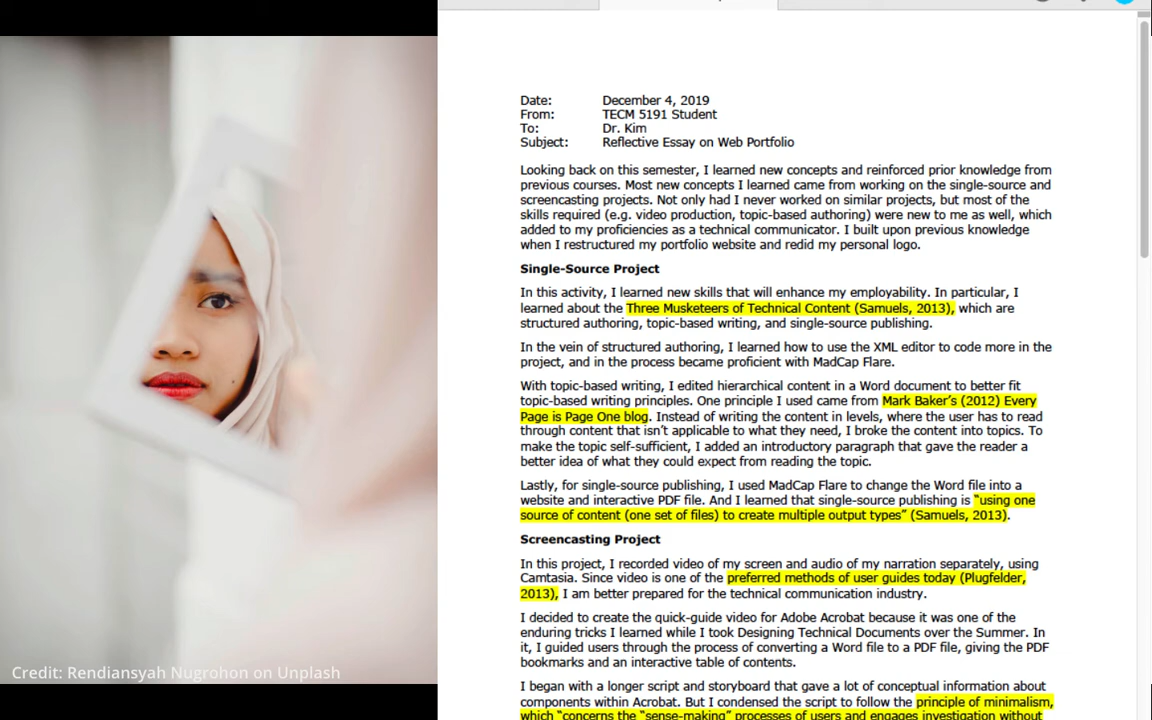 Credit: Rendiansyah Nugrohon on Unplash
Date: December 4, 2019
From: TECM 5191 Student
To: Dr. Kim
Subject: Reflective Essay on Web Portfolio
Looking back on this semester, I learned new concepts and reinforced prior knowledge from
previous courses. Most new concepts I learned came from working on the single-source and
screencasting projects. Not only had I never worked on similar projects, but most of the
skills required (e.g. video production, topic-based authoring) were new to me as well, which
added to my proficiencies as a technical communicator. I built upon previous knowledge
when I restructured my portfolio website and redid my personal logo.
Single-Source Project
In this activity, I learned new skills that will enhance my employability. In particular, I
learned about the Three Musketeers of Technical Content (Samuels, 2013), which are
structured authoring, topic-based writing, and single-source publishing.
In the vein of structured authoring, I learned how to use the XML editor to code more in the
project, and in the process became proficient with MadCap Flare.
With topic-based writing, I edited hierarchical content in a Word document to better fit
topic-based writing principles. One principle I used came from Mark Baker's (2012) Every
Page is Page One blog. Instead of writing the content in levels, where the user has to read
through content that isn't applicable to what they need, I broke the content into topics. To
make the topic self-sufficient, I added an introductory paragraph that gave the reader a
better idea of what they could expect from reading the topic.
Lastly, for single-source publishing, I used MadCap Flare to change the Word file into a
website and interactive PDF file. And I learned that single-source publishing is “using one
source of content (one set of files) to create multiple output types” (Samuels, 2013).
Screencasting Project
In this project, I recorded video of my screen and audio of my narration separately, using
Camtasia. Since video is one of the preferred methods of user guides today (Plugfelder,
2013), I am better prepared for the technical communication industry.
I decided to create the quick-guide video for Adobe Acrobat because it was one of the
enduring tricks I learned while I took Designing Technical Documents over the Summer. In
it, I guided users through the process of converting a Word file to a PDF file, giving the PDF
bookmarks and an interactive table of contents.
I began with a longer script and storyboard that gave a lot of conceptual information about
components within Acrobat. But I condensed the script to follow the principle of minimalism,
which “concerns the “sense-making” processes of users and engages investigation without